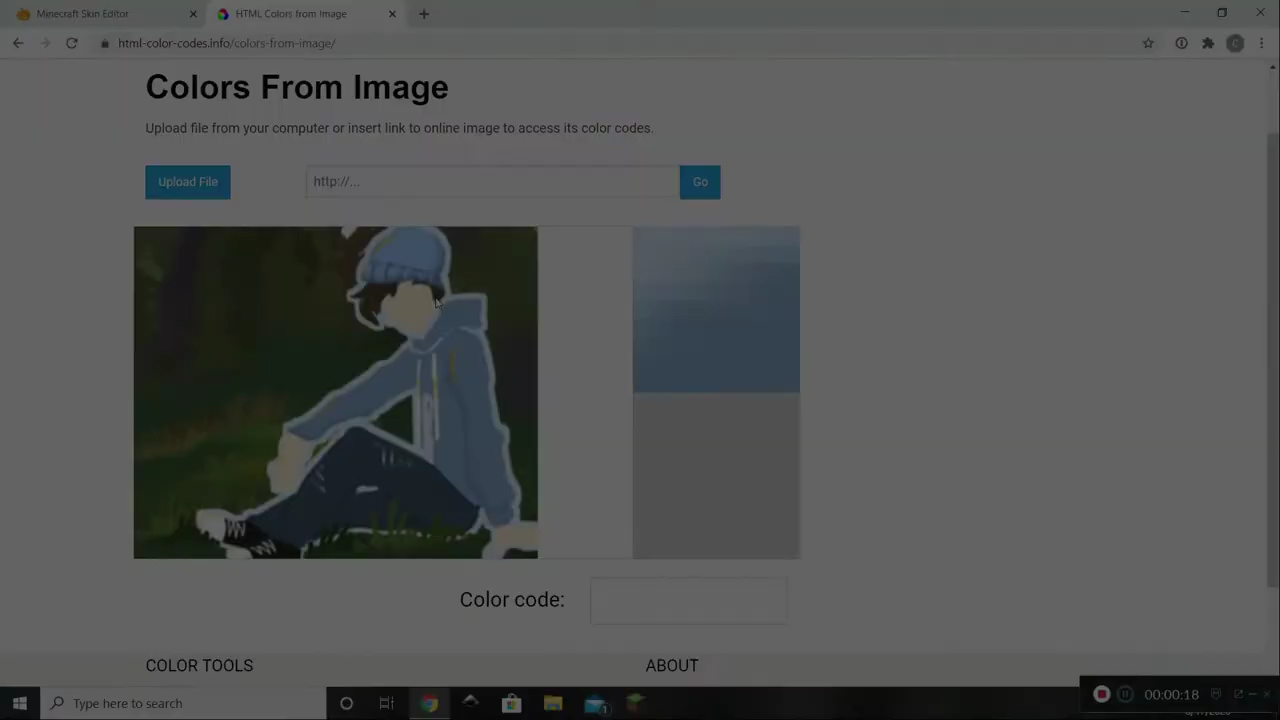 Minecraft Skin Editor
HTML Colors from Image
html-color-codes.info/colors-from-image/
Colors From Image
Upload file from your computer or insert link to online image to access its color codes.
Upload File
http://...
Go
Color code:
COLOR TOOLS
ABOUT
Type here to search
1
00:00:18